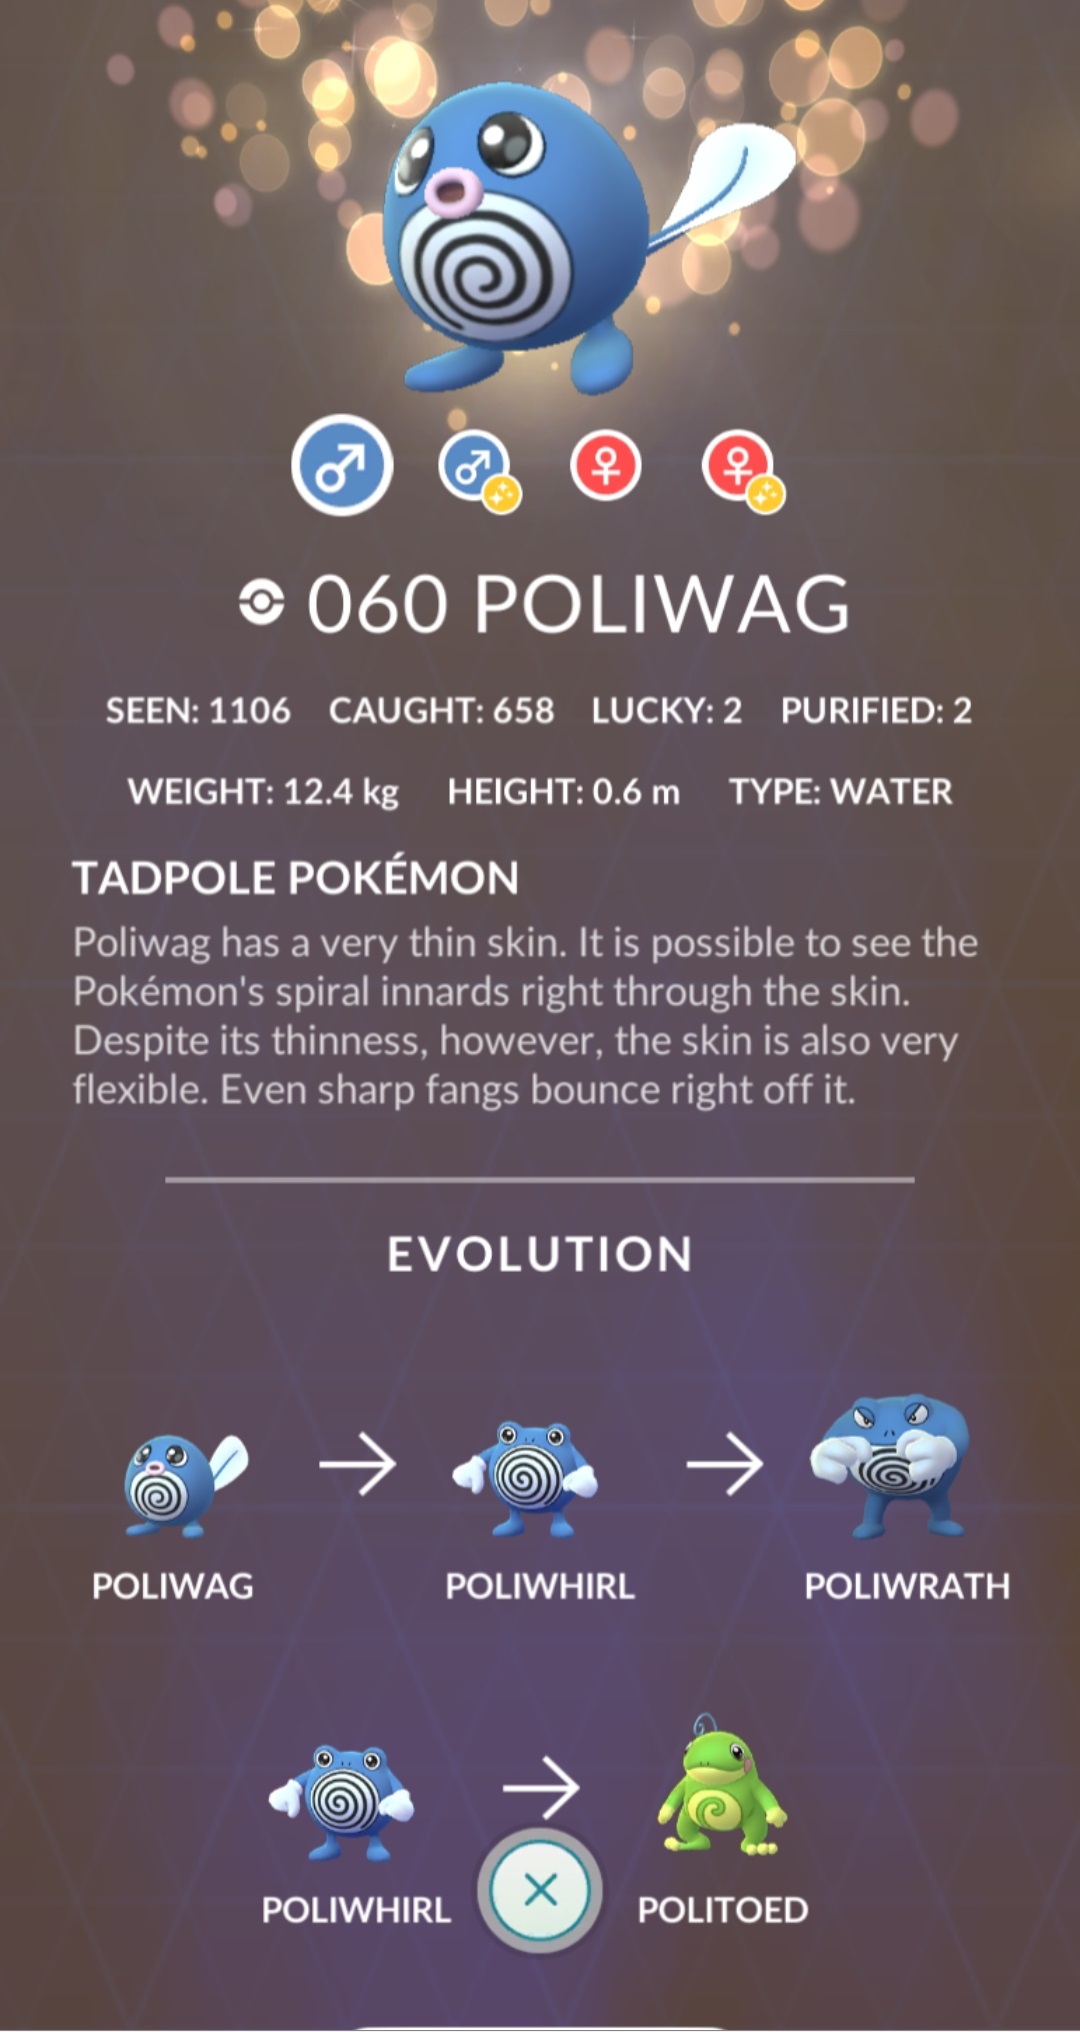 060 POLIWAG
SEEN: 1106 CAUGHT: 658 LUCKY: 2 PURIFIED: 2
WEIGHT: 12.4 kg HEIGHT: 0.6 m TYPE: WATER
TADPOLE POKÉMON
Poliwag has a very thin skin. It is possible to see the
Pokémon's spiral innards right through the skin.
Despite its thinness, however, the skin is also very
flexible. Even sharp fangs bounce right off it.
EVOLUTION
POLIWAG POLIWHIRL POLIWRATH
POLIWHIRL POLITOED